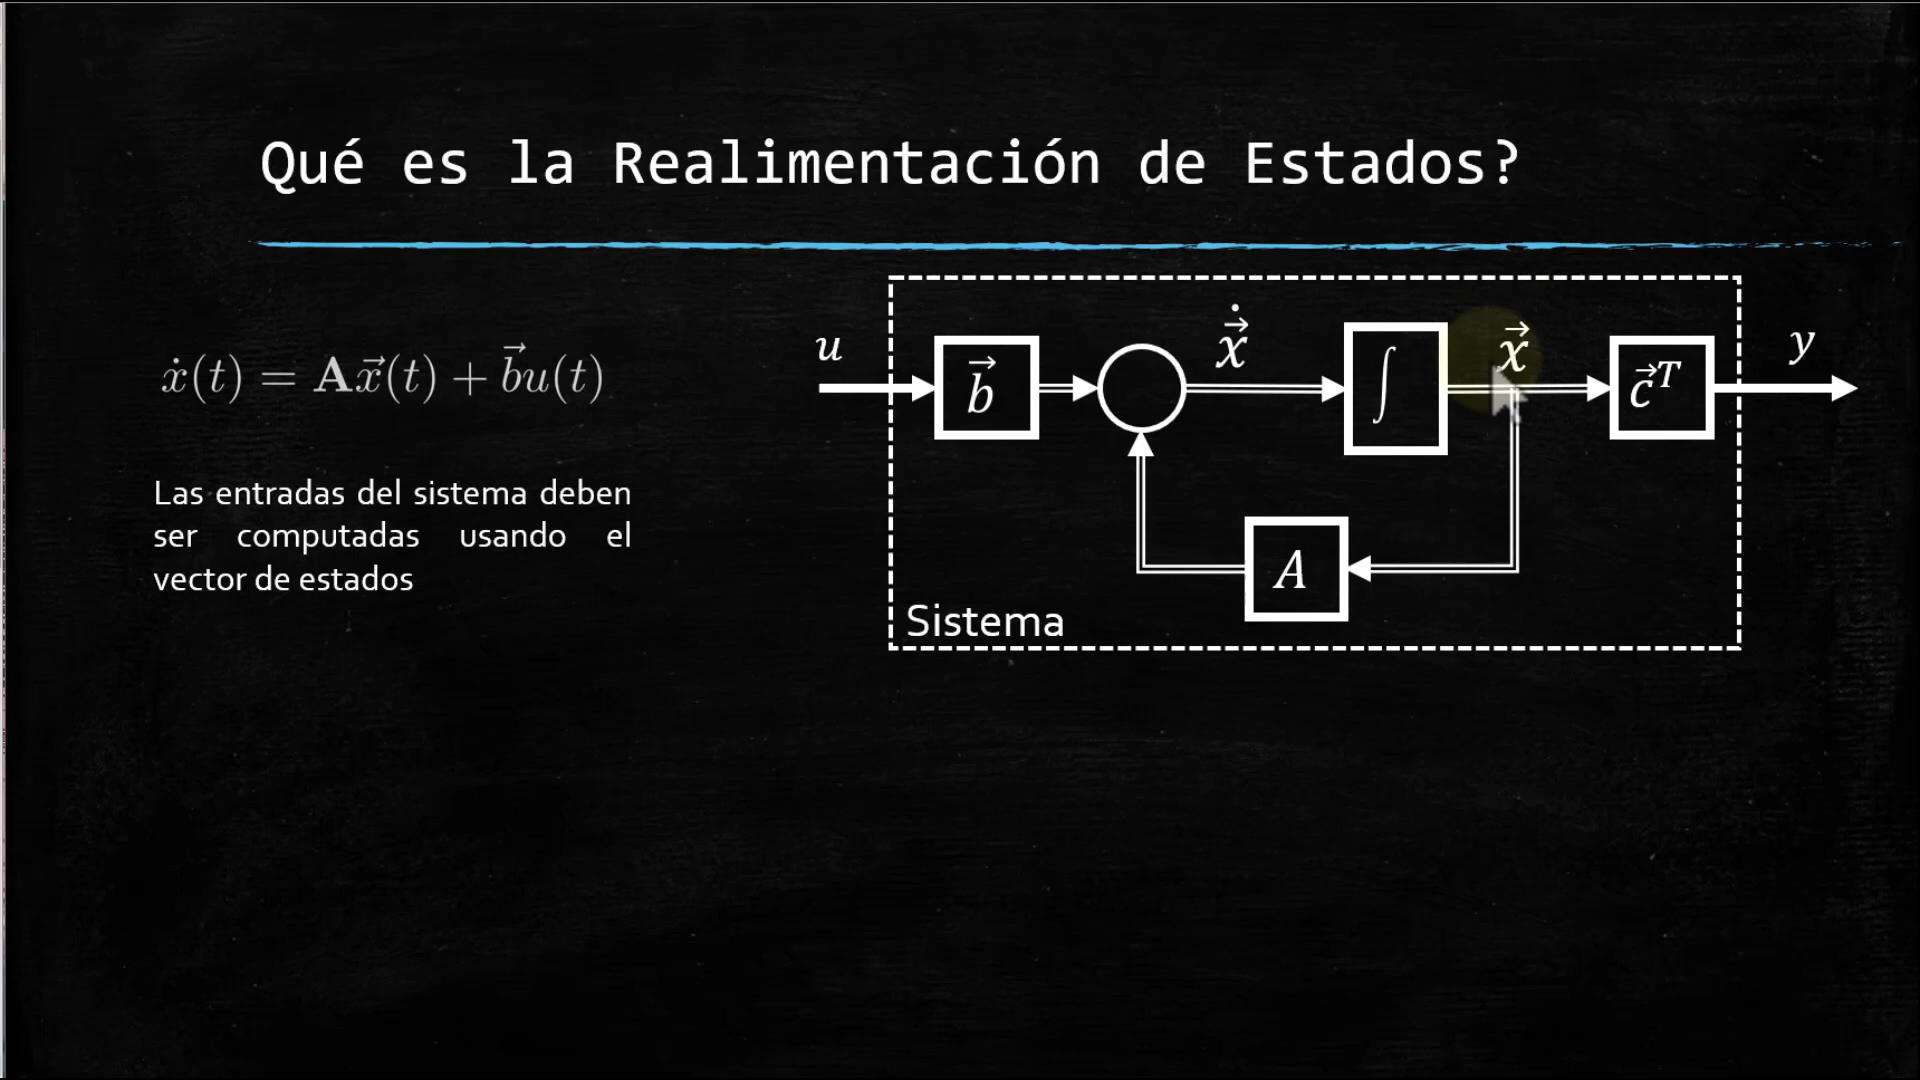 Qué es la Realimentación de Estados?
ẋ(t) = Ax⃗(t) + b⃗u(t)
Las entradas del sistema deben
ser computadas usando el
vector de estados
u
b⃗
ẋ⃗
∫
x⃗
c⃗ᵀ
y
A
Sistema